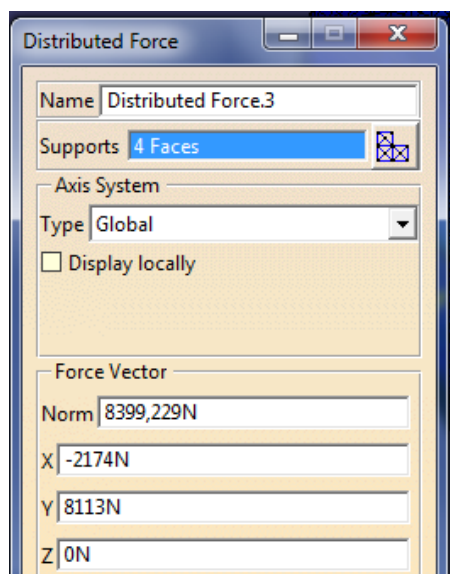 Distributed Force
Name Distributed Force.3
Supports 4 Faces
Axis System
Type Global
Display locally
Force Vector
Norm 8399,229N
X -2174N
Y 8113N
Z 0N